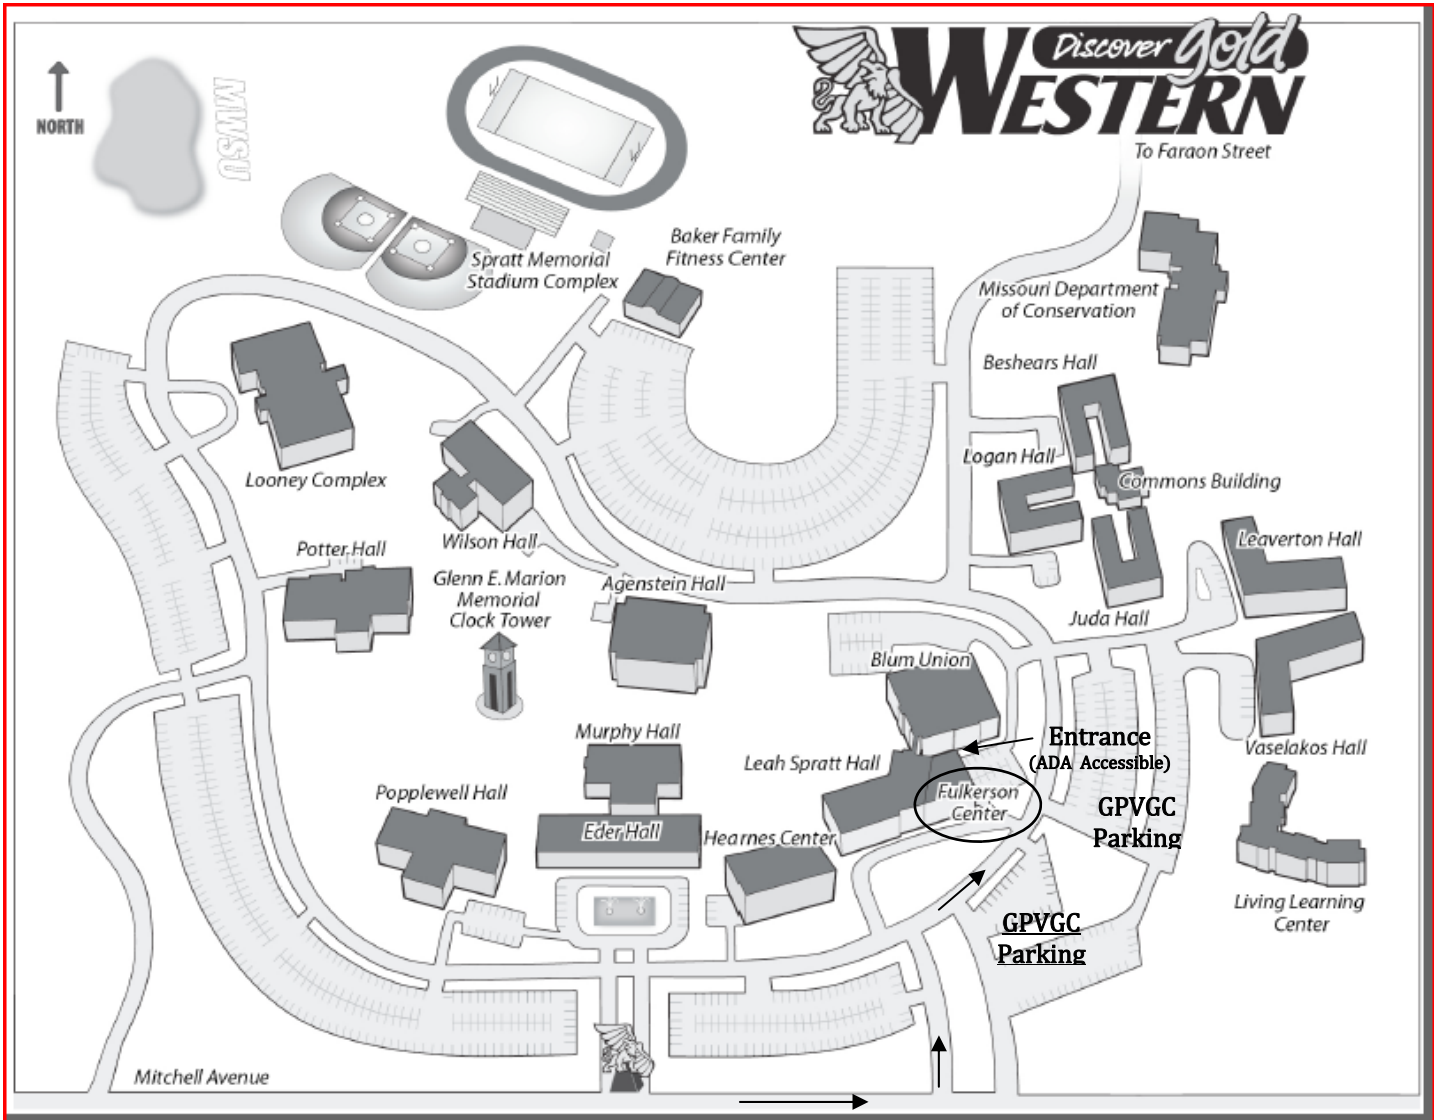 Discover gold
WESTERN
To Faraon Street
NORTH
MWSU
Baker Family
Fitness Center
Spratt Memorial
Stadium Complex
Missouri Department
of Conservation
Beshears Hall
Logan Hall
Commons Building
Looney Complex
Wilson Hall
Leaverton Hall
Potter Hall
Glenn E. Marion
Memorial
Clock Tower
Agenstein Hall
Juda Hall
Blum Union
Murphy Hall
Entrance
(ADA Accessible)
Vaselakos Hall
Leah Spratt Hall
Popplewell Hall
Fulkerson
Center
GPVGC
Parking
Eder Hall
Hearnes Center
Living Learning
Center
GPVGC
Parking
Mitchell Avenue